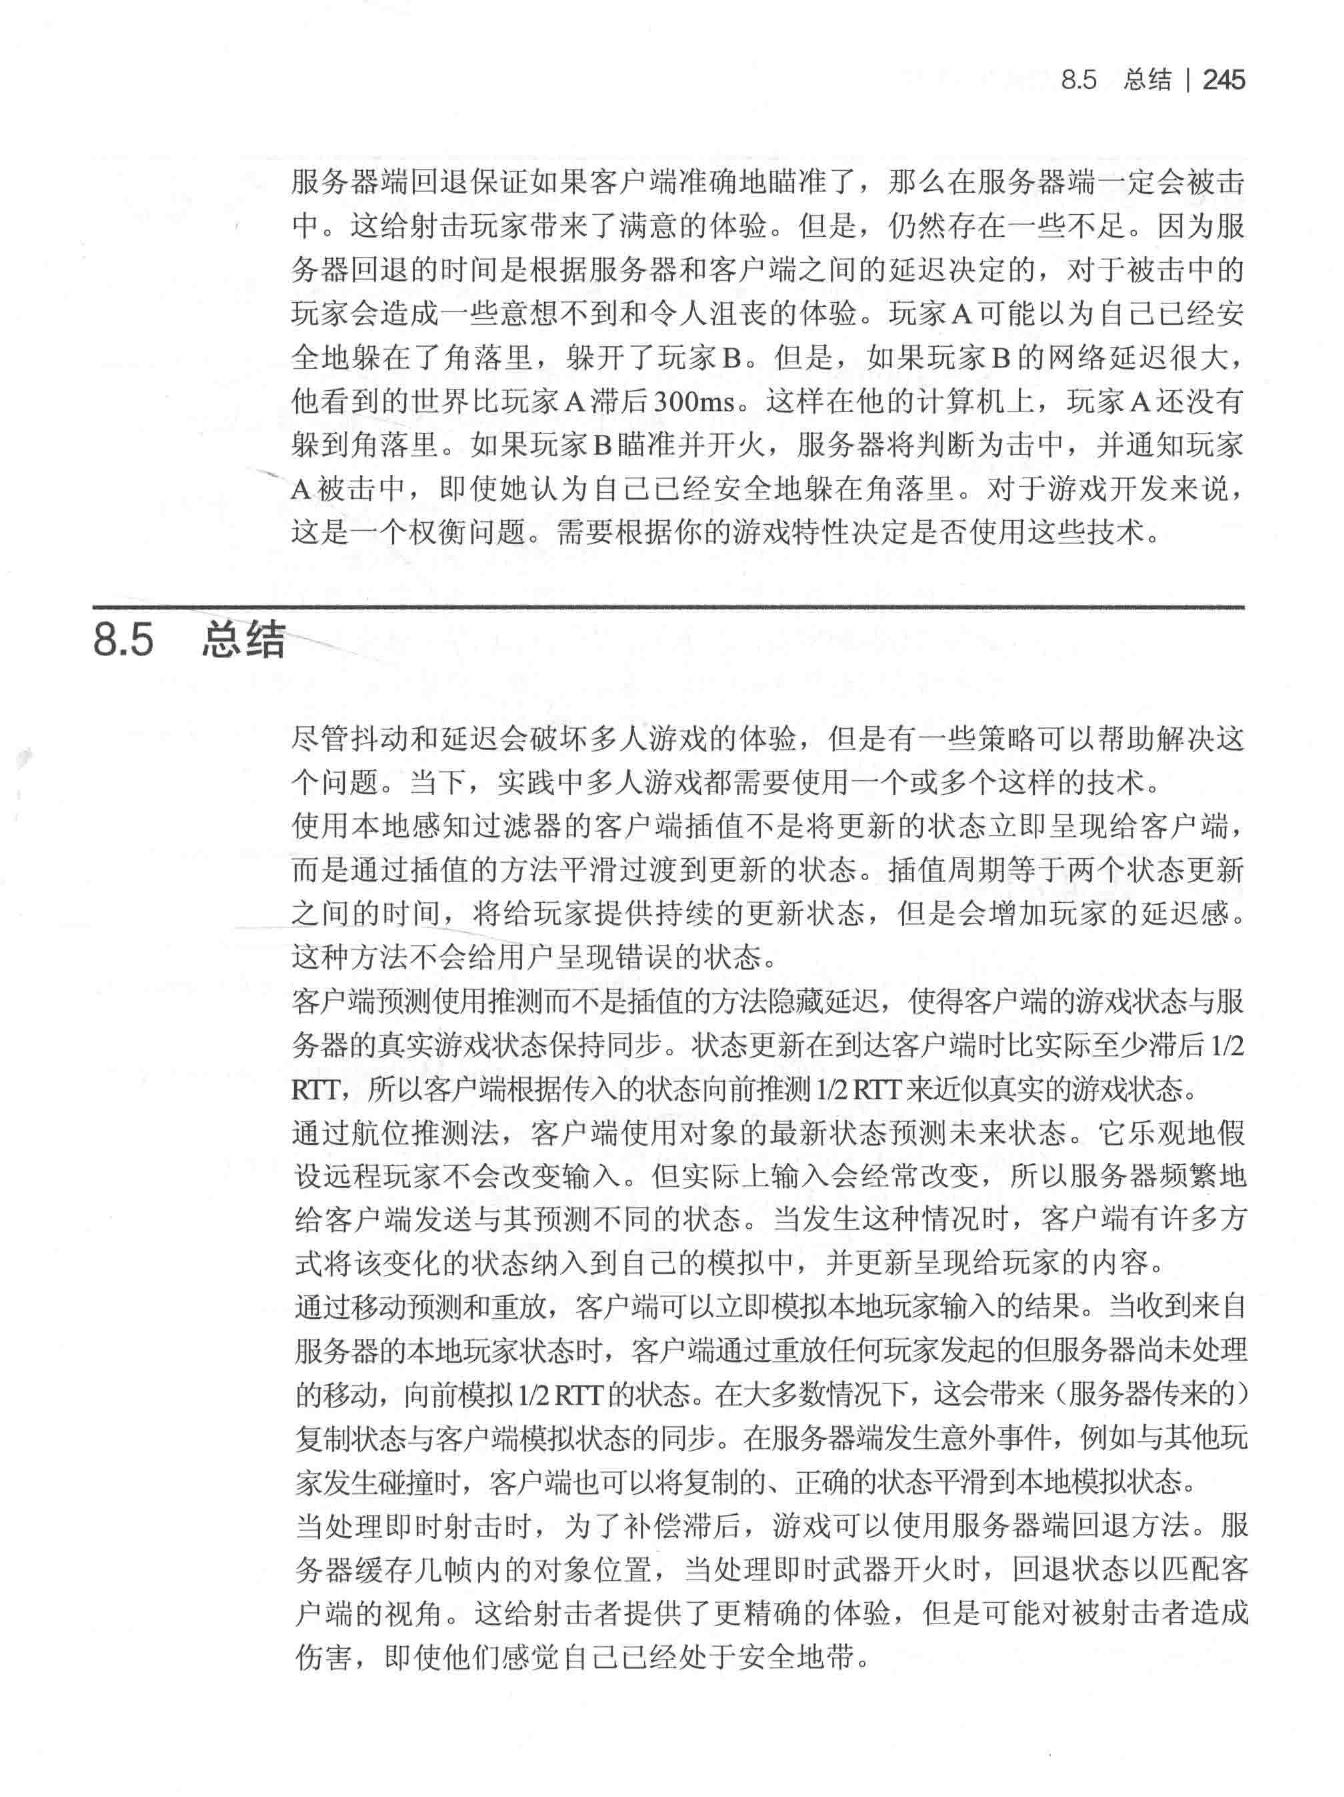 8.5 总结 | 245
服务器端回退保证如果客户端准确地瞄准了，那么在服务器端一定会被击
中。这给射击玩家带来了满意的体验。但是，仍然存在一些不足。因为服
务器回退的时间是根据服务器和客户端之间的延迟决定的，对于被击中的
玩家会造成一些意想不到和令人沮丧的体验。玩家A可能以为自己已经安
全地躲在了角落里，躲开了玩家B。但是，如果玩家B的网络延迟很大，
他看到的世界比玩家A滞后300ms。这样在他的计算机上，玩家A还没有
躲到角落里。如果玩家B瞄准并开火，服务器将判断为击中，并通知玩家
A被击中，即使她认为自己已经安全地躲在角落里。对于游戏开发来说，
这是一个权衡问题。需要根据你的游戏特性决定是否使用这些技术。
8.5 总结
尽管抖动和延迟会破坏多人游戏的体验，但是有一些策略可以帮助解决这
个问题。当下，实践中多人游戏都需要使用一个或多个这样的技术。
使用本地感知过滤器的客户端插值不是将更新的状态立即呈现给客户端，
而是通过插值的方法平滑过渡到更新的状态。插值周期等于两个状态更新
之间的时间，将给玩家提供持续的更新状态，但是会增加玩家的延迟感。
这种方法不会给用户呈现错误的状态。
客户端预测使用推测而不是插值的方法隐藏延迟，使得客户端的游戏状态与服
务器的真实游戏状态保持同步。状态更新在到达客户端时比实际至少滞后1/2
RTT，所以客户端根据传入的状态向前推测1/2 RTT来近似真实的游戏状态。
通过航位推测法，客户端使用对象的最新状态预测未来状态。它乐观地假
设远程玩家不会改变输入。但实际上输入会经常改变，所以服务器频繁地
给客户端发送与其预测不同的状态。当发生这种情况时，客户端有许多方
式将该变化的状态纳入到自己的模拟中，并更新呈现给玩家的内容。
通过移动预测和重放，客户端可以立即模拟本地玩家输入的结果。当收到来自
服务器的本地玩家状态时，客户端通过重放任何玩家发起的但服务器尚未处理
的移动，向前模拟1/2 RTT的状态。在大多数情况下，这会带来（服务器传来的）
复制状态与客户端模拟状态的同步。在服务器端发生意外事件，例如与其他玩
家发生碰撞时，客户端也可以将复制的、正确的状态平滑到本地模拟状态。
当处理即时射击时，为了补偿滞后，游戏可以使用服务器端回退方法。服
务器缓存几帧内的对象位置，当处理即时武器开火时，回退状态以匹配客
户端的视角。这给射击者提供了更精确的体验，但是可能对被射击者造成
伤害，即使他们感觉自己已经处于安全地带。